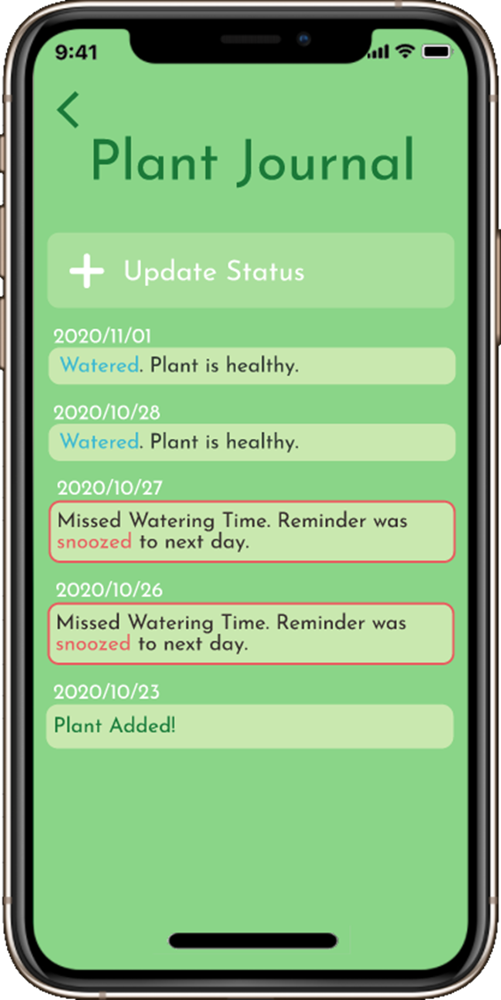 9:41
Plant Journal
Update Status
2020/11/01
Watered. Plant is healthy.
2020/10/28
Watered. Plant is healthy.
2020/10/27
Missed Watering Time. Reminder was
snoozed to next day.
2020/10/26
Missed Watering Time. Reminder was
snoozed to next day.
2020/10/23
Plant Added!